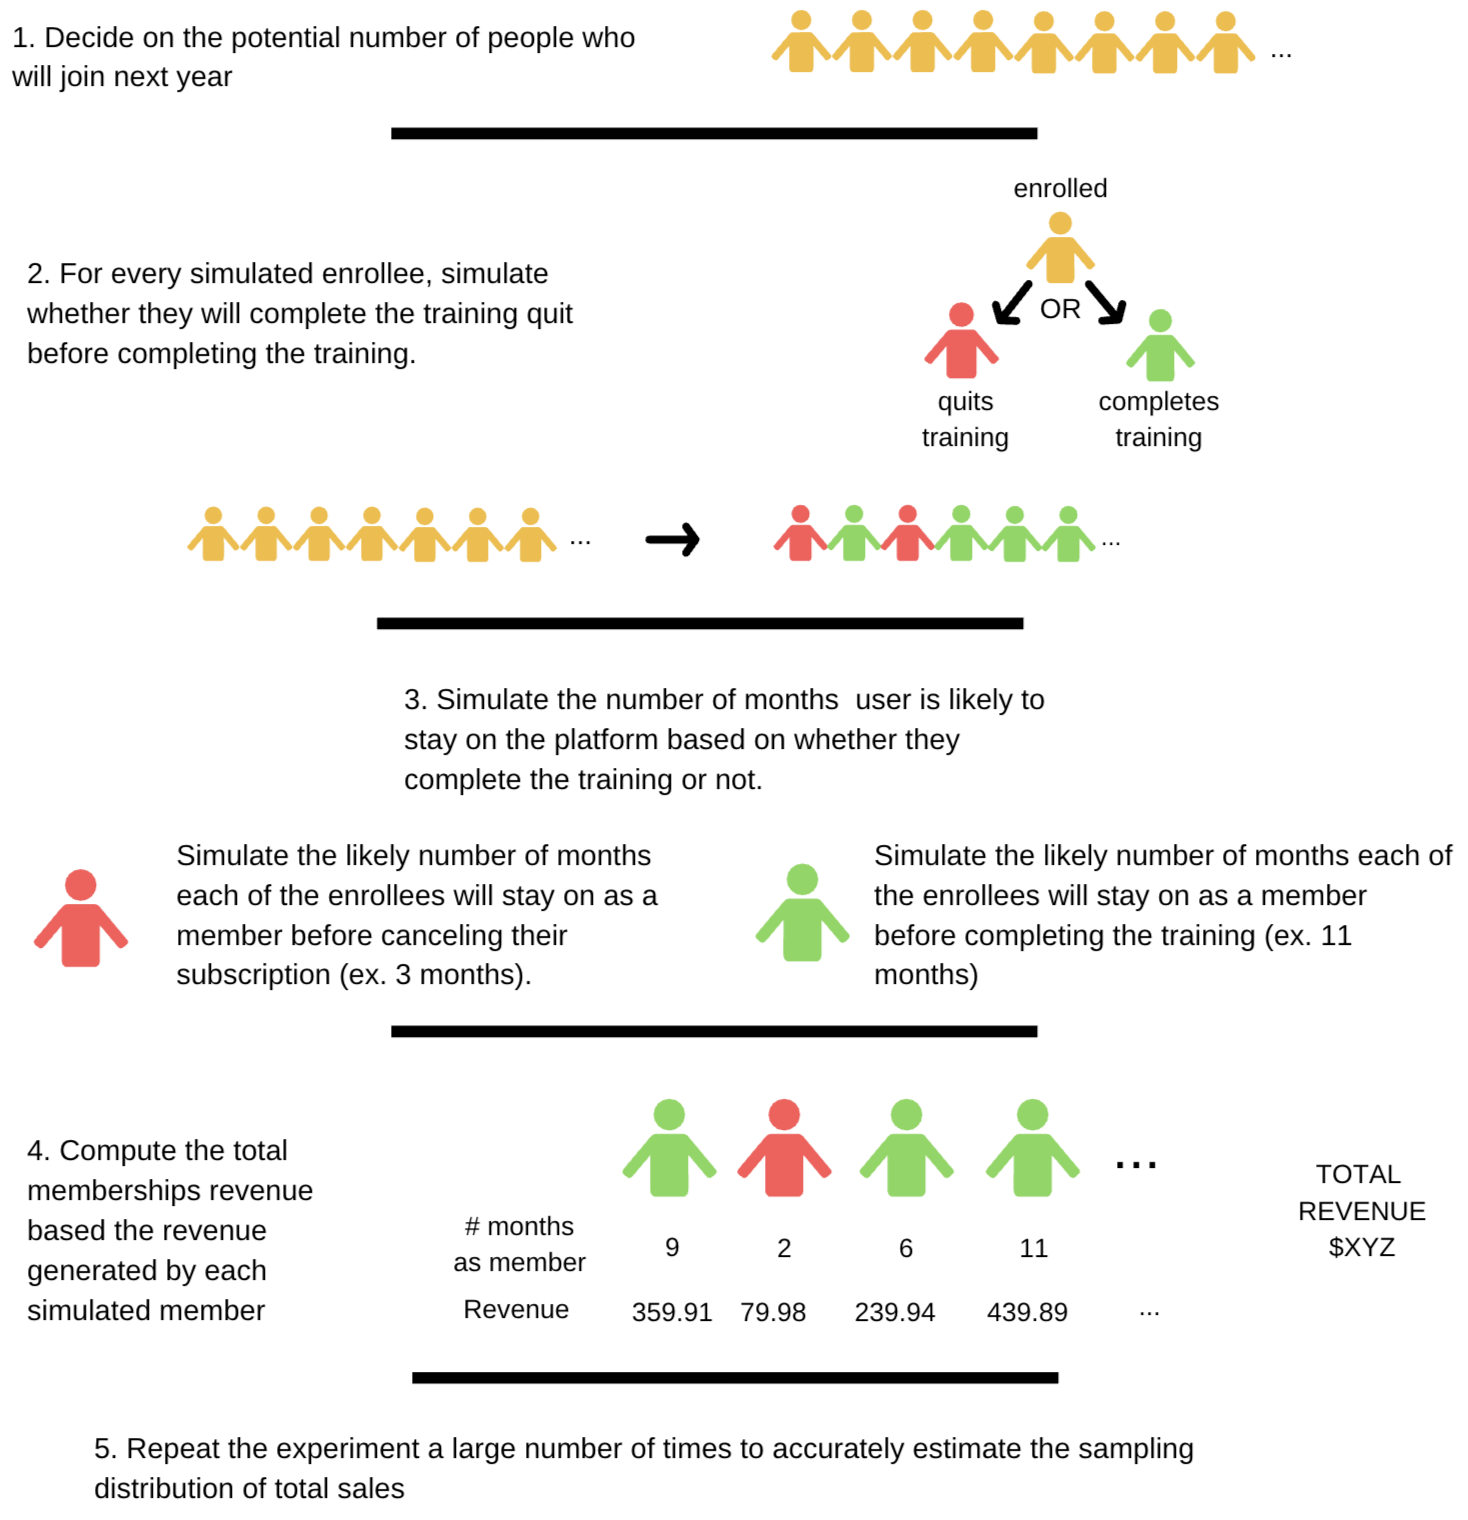 1. Decide on the potential number of people who
will join next year
...
enrolled
2. For every simulated enrollee, simulate
whether they will complete the training quit
before completing the training.
OR
quits
training
completes
training
...
...
3. Simulate the number of months  user is likely to
stay on the platform based on whether they
complete the training or not.
Simulate the likely number of months
each of the enrollees will stay on as a
member before canceling their
subscription (ex. 3 months).
Simulate the likely number of months each of
the enrollees will stay on as a member
before completing the training (ex. 11
months)
4. Compute the total
memberships revenue
based the revenue
generated by each
simulated member
...
# months
as member
9 2 6 11
Revenue 359.91 79.98 239.94 439.89 ...
TOTAL
REVENUE
$XYZ
5. Repeat the experiment a large number of times to accurately estimate the sampling
distribution of total sales